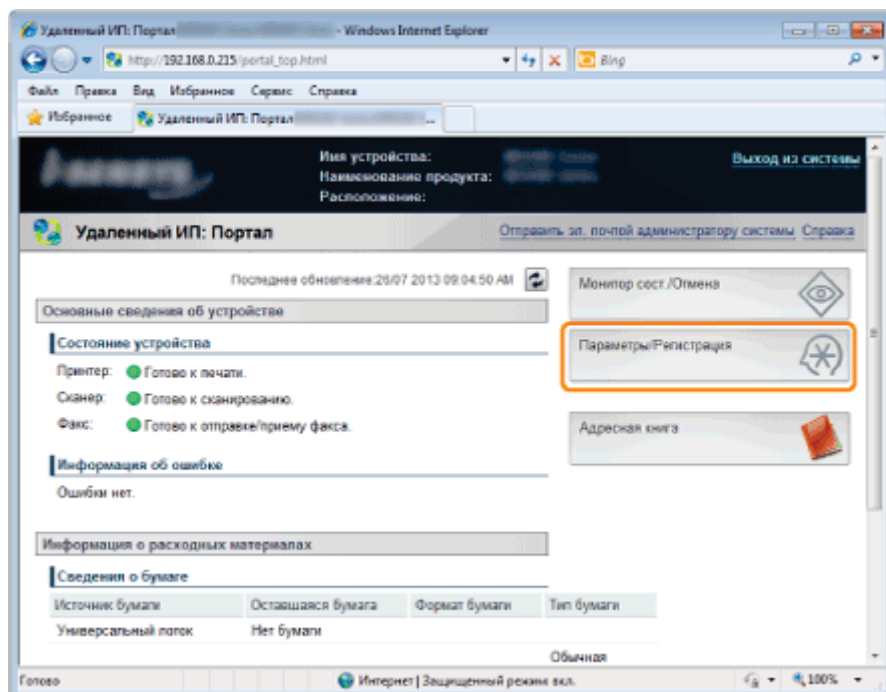 Удаленный ИП: Портал - Windows Internet Explorer
http://192.168.0.215/portal_top.html
Bing
Файл Правка Вид Избранное Сервис Справка
Избранное
Удаленный ИП: Портал ...
Имя устройства:
Наименование продукта:
Расположение:
Выход из системы
Удаленный ИП: Портал
Отправить эл. почтой администратору системы Справка
Последнее обновление:26/07 2013 09:04:50 AM
Основные сведения об устройстве
Состояние устройства
Принтер: Готово к печати.
Сканер: Готово к сканированию.
Факс: Готово к отправке/приему факса.
Информация об ошибке
Ошибки нет.
Монитор сост./Отмена
Параметры/Регистрация
Адресная книга
Информация о расходных материалах
Сведения о бумаге
Источник бумаги Оставшаяся бумага Формат бумаги Тип бумаги
Универсальный лоток Нет бумаги
Обычная
Готово
Интернет | Защищенный режим: вкл.
100%